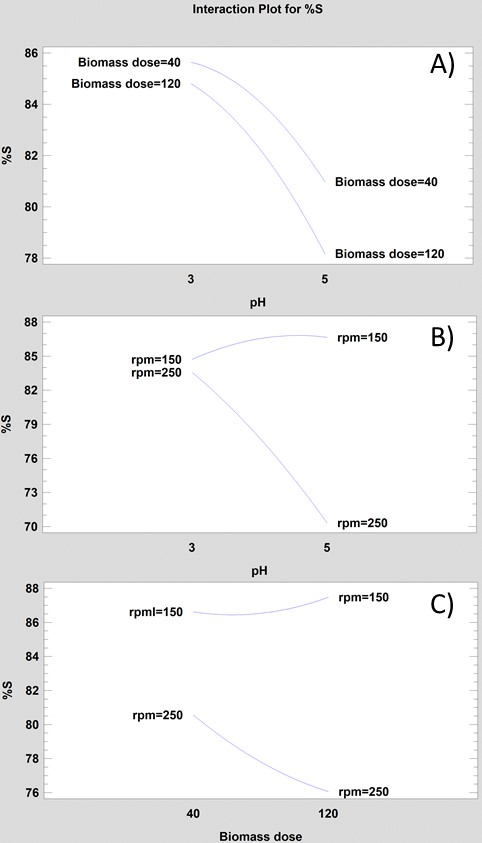 Interaction Plot for %S
A)
86
Biomass dose=40
Biomass dose=120
84
%S
82
Biomass dose=40
80
Biomass dose=120
78
3 5
pH
88
B)
rpm=150
85
rpm=150
rpm=250
82
%S
79
76
73
70
rpm=250
3 5
pH
88
C)
rpm=150
rpml=150
86
84
%S
82
rpm=250
80
78
76
rpm=250
40 120
Biomass dose